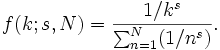 f(k;s,N) = \frac{1/k^s}{\sum_{n=1}^{N}(1/n^s)}.